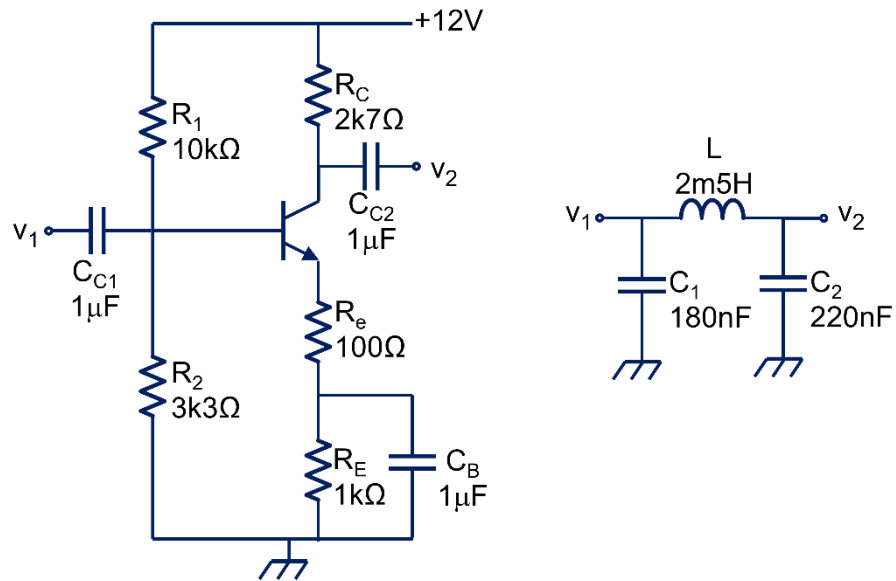 +12V
R1
10kΩ
RC
2k7Ω
v1
CC1
1μF
CC2
1μF
v2
Re
100Ω
R2
3k3Ω
RE
1kΩ
CB
1μF
L
2m5H
v1
v2
C1
180nF
C2
220nF